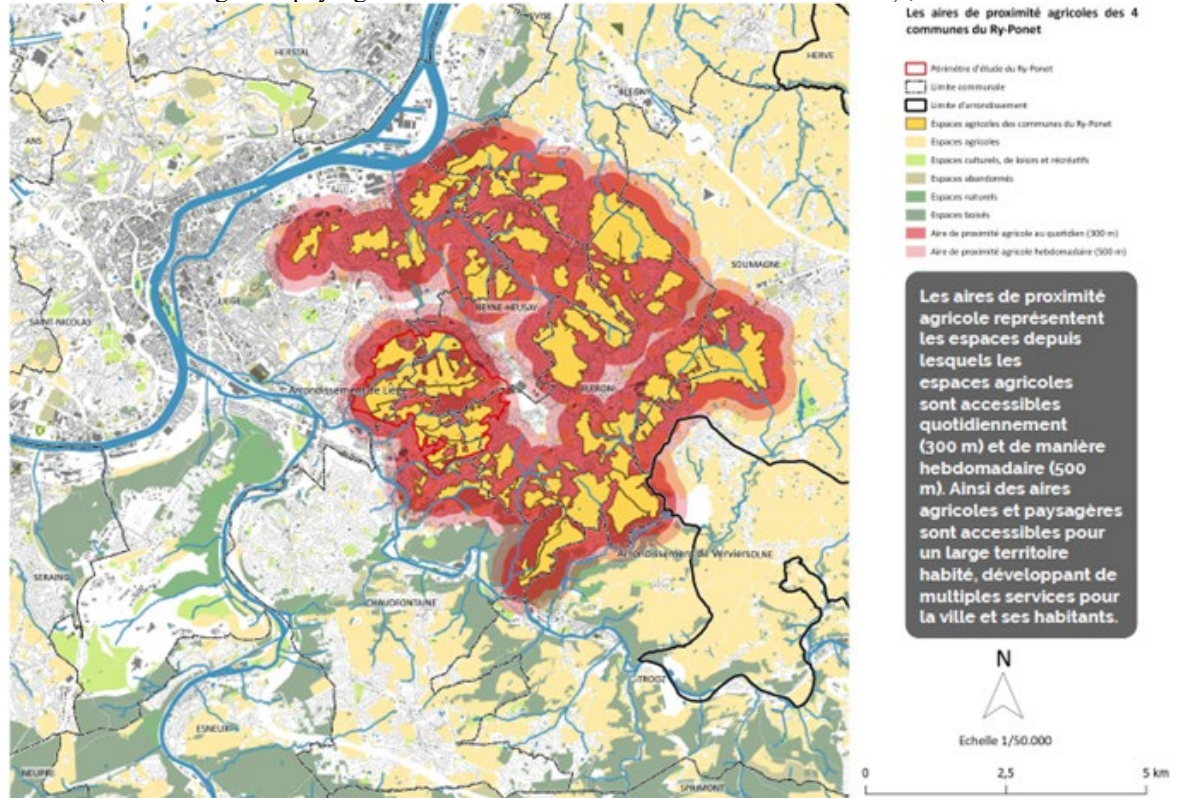 Les aires de proximité agricoles des 4
communes du Ry-Ponet
Périmètre d'étude du Ry-Ponet
Limite communale
Limite d'arrondissement
Espaces agricoles des communes du Ry-Ponet
Espaces agricoles
Espaces culturels, de loisirs et récréatifs
Espaces abandonnés
Espaces naturels
Espaces boisés
Aire de proximité agricole au quotidien (300 m)
Aire de proximité agricole hebdomadaire (500 m)
Les aires de proximité
agricole représentent
les espaces depuis
lesquels les
espaces agricoles
sont accessibles
quotidiennement
(300 m) et de manière
hebdomadaire (500
m). Ainsi des aires
agricoles et paysagères
sont accessibles pour
un large territoire
habité, développant de
multiples services pour
la ville et ses habitants.
N
Echelle 1/50.000
0 2,5 5 km
HERSTAL
HERVE
BLEGNY
ANS
SOUMAGNE
LIEGE
BEYNE-HEUSAY
SAINT-NICOLAS
Arrondissement de Liège
FLERON
Arrondissement de Verviers
OLNE
SERAING
CHAUDFONTAINE
TROOZ
ESNEUX
NEUPRE
SPRIMONT